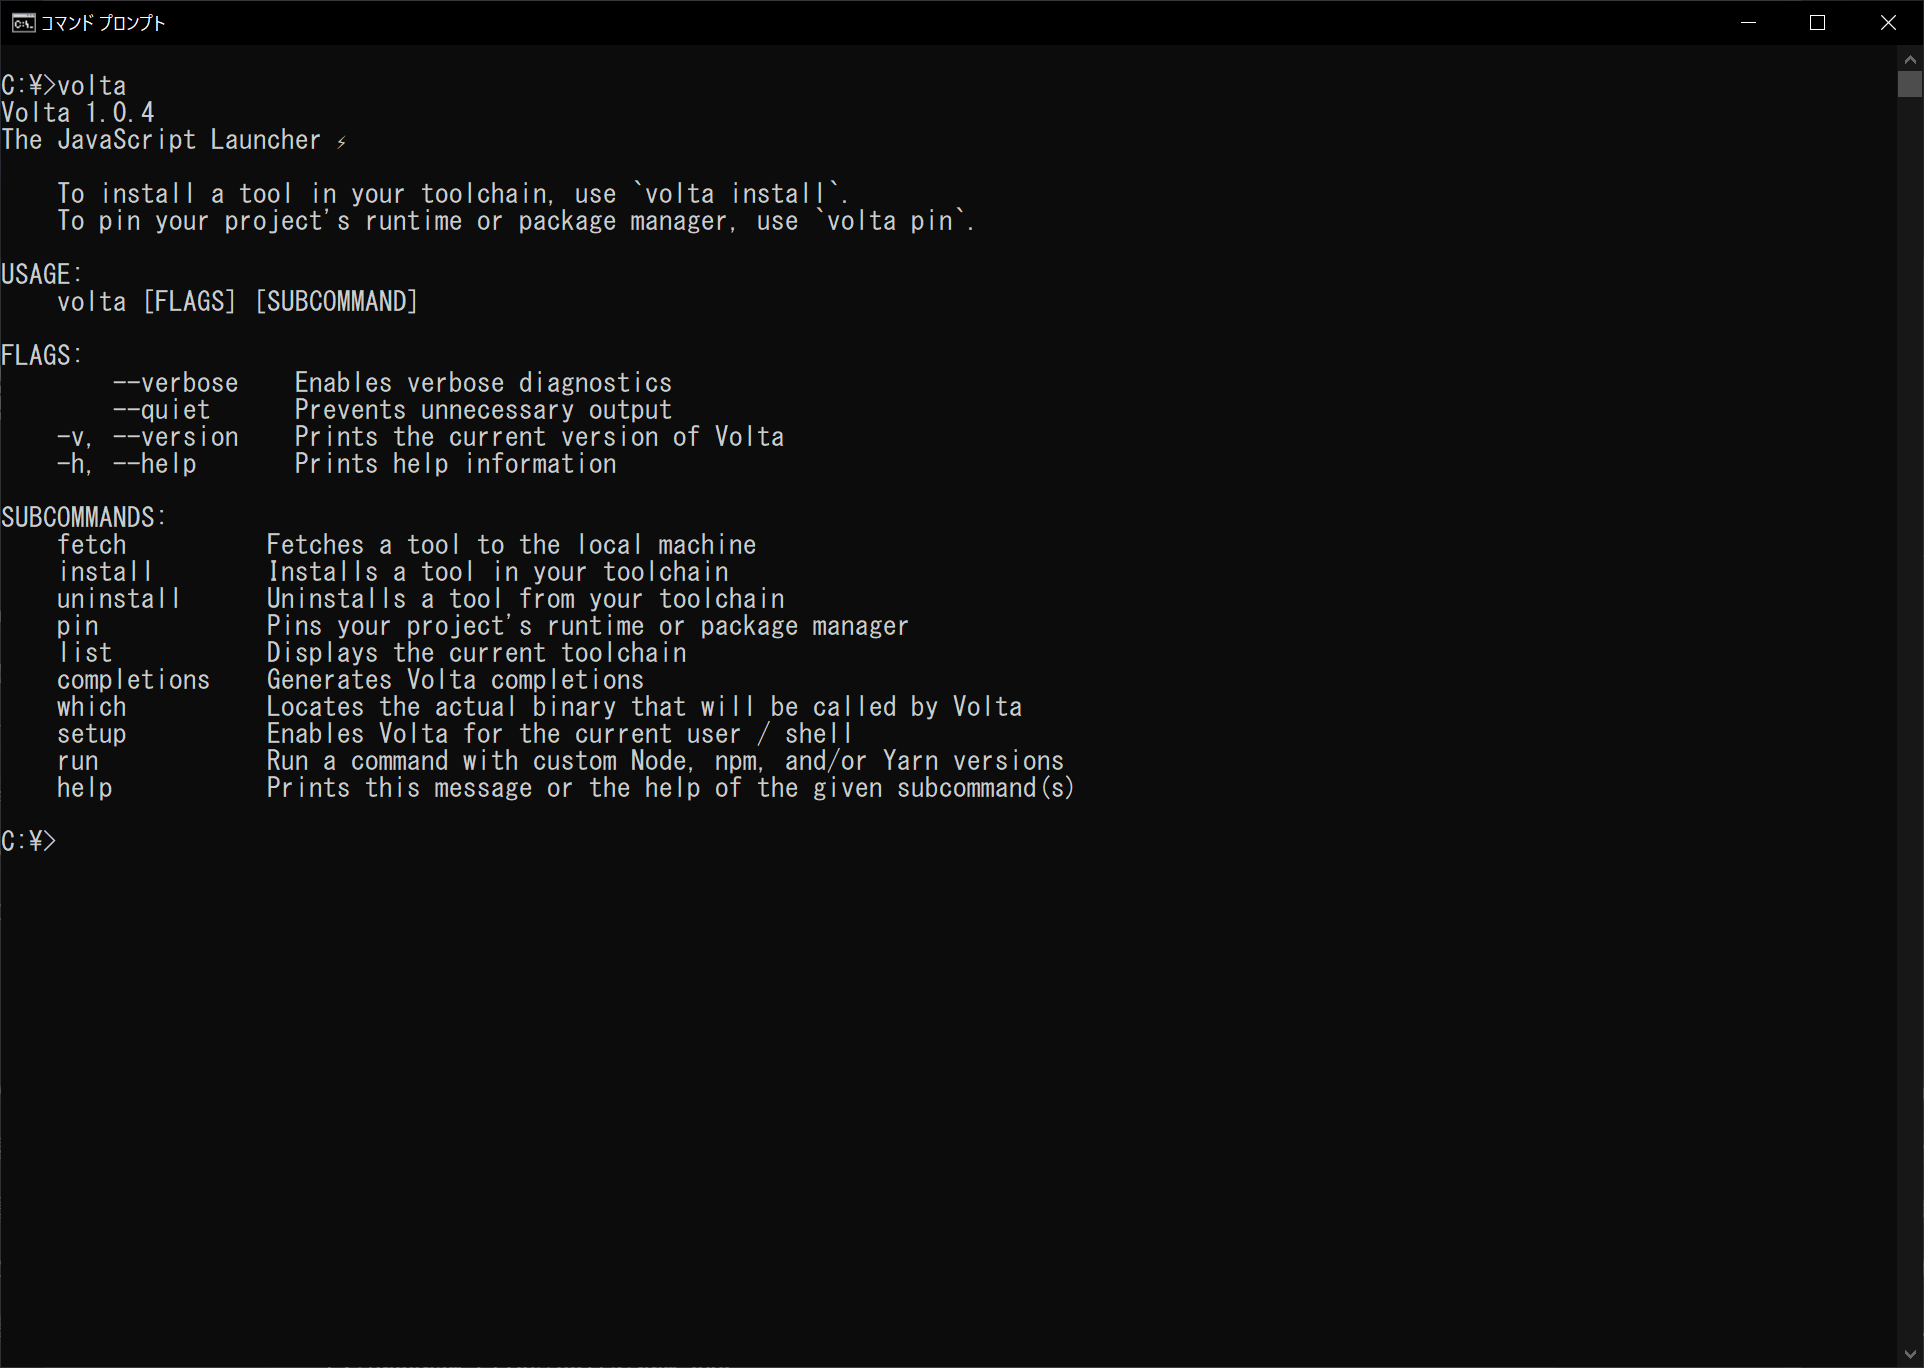 コマンド プロンプト
C:¥>volta
Volta 1.0.4
The JavaScript Launcher ⚡
To install a tool in your toolchain, use `volta install`.
To pin your project's runtime or package manager, use `volta pin`.
USAGE:
volta [FLAGS] [SUBCOMMAND]
FLAGS:
--verbose    Enables verbose diagnostics
--quiet      Prevents unnecessary output
-v, --version    Prints the current version of Volta
-h, --help       Prints help information
SUBCOMMANDS:
fetch          Fetches a tool to the local machine
install        Installs a tool in your toolchain
uninstall      Uninstalls a tool from your toolchain
pin            Pins your project's runtime or package manager
list           Displays the current toolchain
completions    Generates Volta completions
which          Locates the actual binary that will be called by Volta
setup          Enables Volta for the current user / shell
run            Run a command with custom Node, npm, and/or Yarn versions
help           Prints this message or the help of the given subcommand(s)
C:¥>